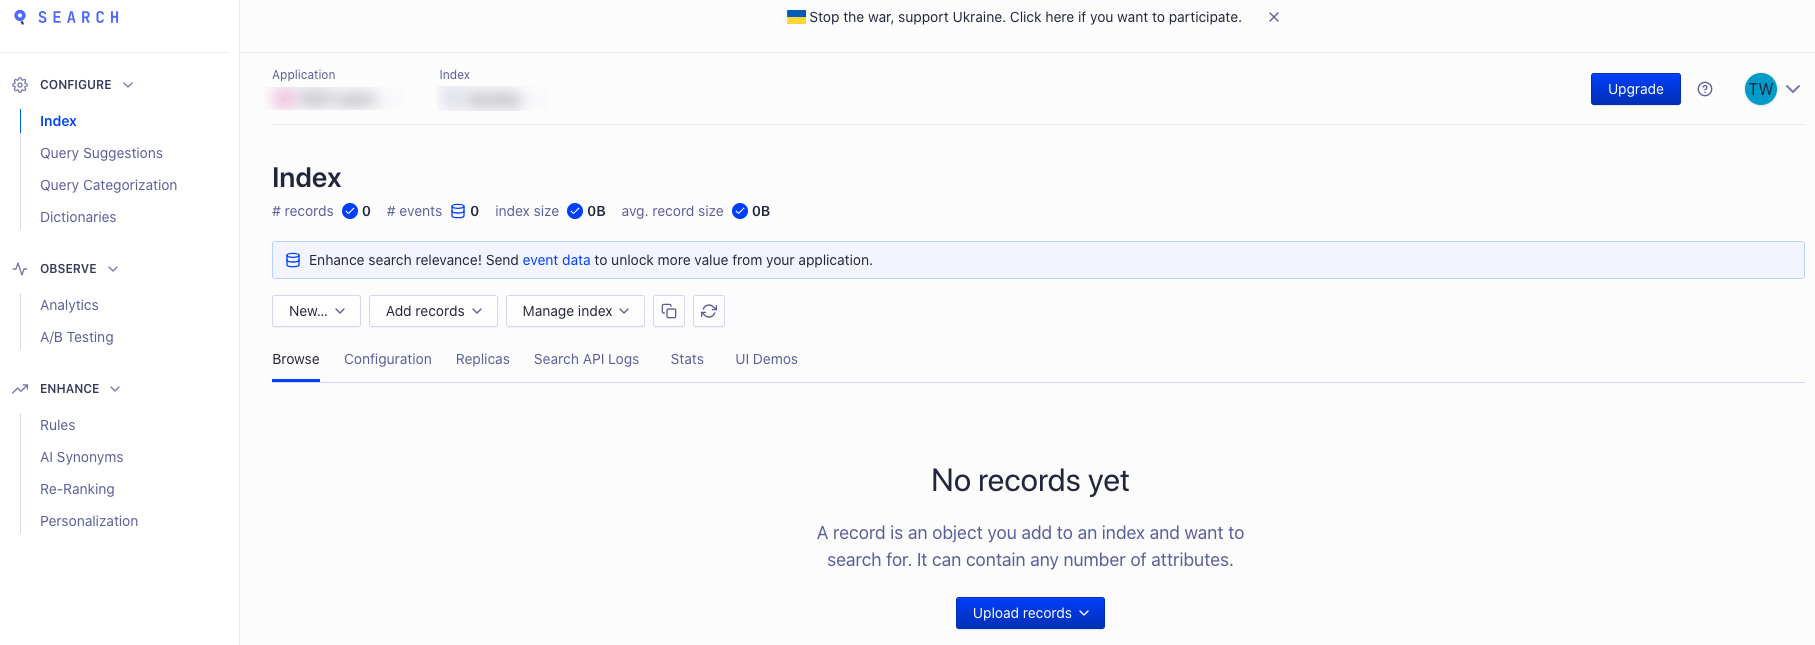 SEARCH
Stop the war, support Ukraine. Click here if you want to participate.
CONFIGURE
Index
Query Suggestions
Query Categorization
Dictionaries
OBSERVE
Analytics
A/B Testing
ENHANCE
Rules
AI Synonyms
Re-Ranking
Personalization
Application
Index
Upgrade
TW
Index
# records 0 # events 0 index size 0B avg. record size 0B
Enhance search relevance! Send event data to unlock more value from your application.
New... Add records Manage index
Browse Configuration Replicas Search API Logs Stats UI Demos
No records yet
A record is an object you add to an index and want to
search for. It can contain any number of attributes.
Upload records